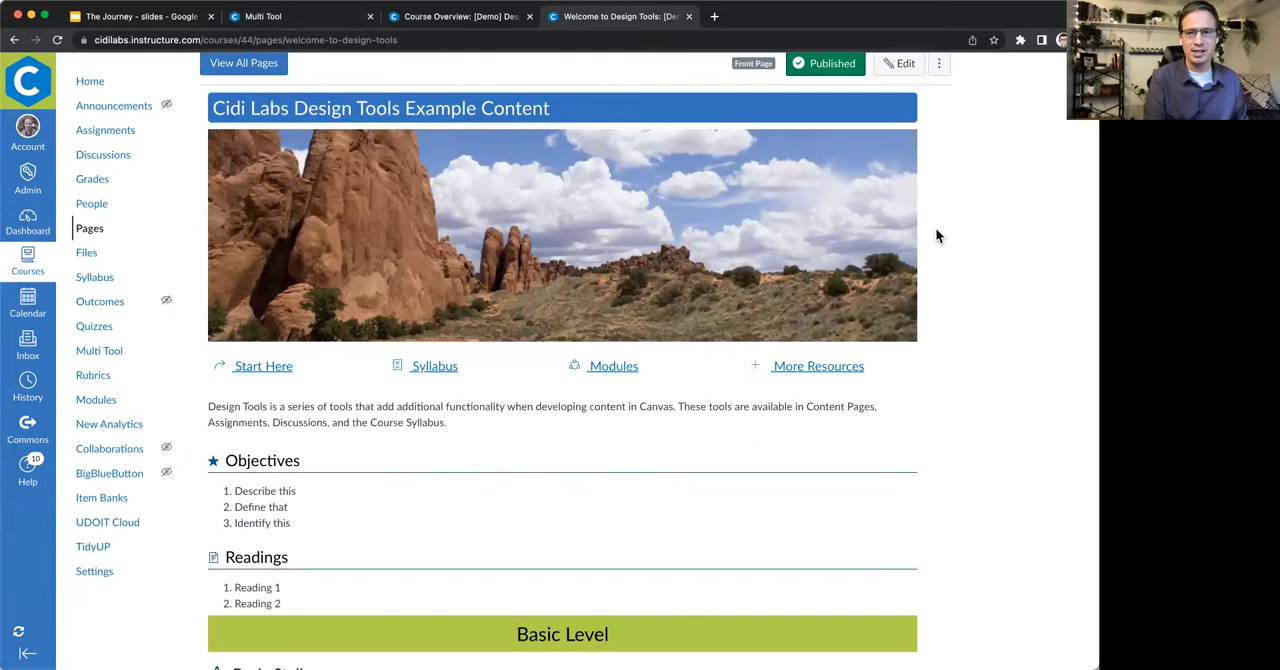 The Journey - slides - Google
Multi Tool
Course Overview: [Demo] Des
Welcome to Design Tools: [De
cidilabs.instructure.com/courses/44/pages/welcome-to-design-tools
C
Account
Admin
Dashboard
Courses
Calendar
Inbox
History
Commons
10
Help
Home
Announcements
Assignments
Discussions
Grades
People
Pages
Files
Syllabus
Outcomes
Quizzes
Multi Tool
Rubrics
Modules
New Analytics
Collaborations
BigBlueButton
Item Banks
UDOIT Cloud
TidyUP
Settings
View All Pages
Front Page
Published
Edit
Cidi Labs Design Tools Example Content
Start Here Syllabus Modules More Resources
Design Tools is a series of tools that add additional functionality when developing content in Canvas. These tools are available in Content Pages,
Assignments, Discussions, and the Course Syllabus.
Objectives
1. Describe this
2. Define that
3. Identify this
Readings
1. Reading 1
2. Reading 2
Basic Level